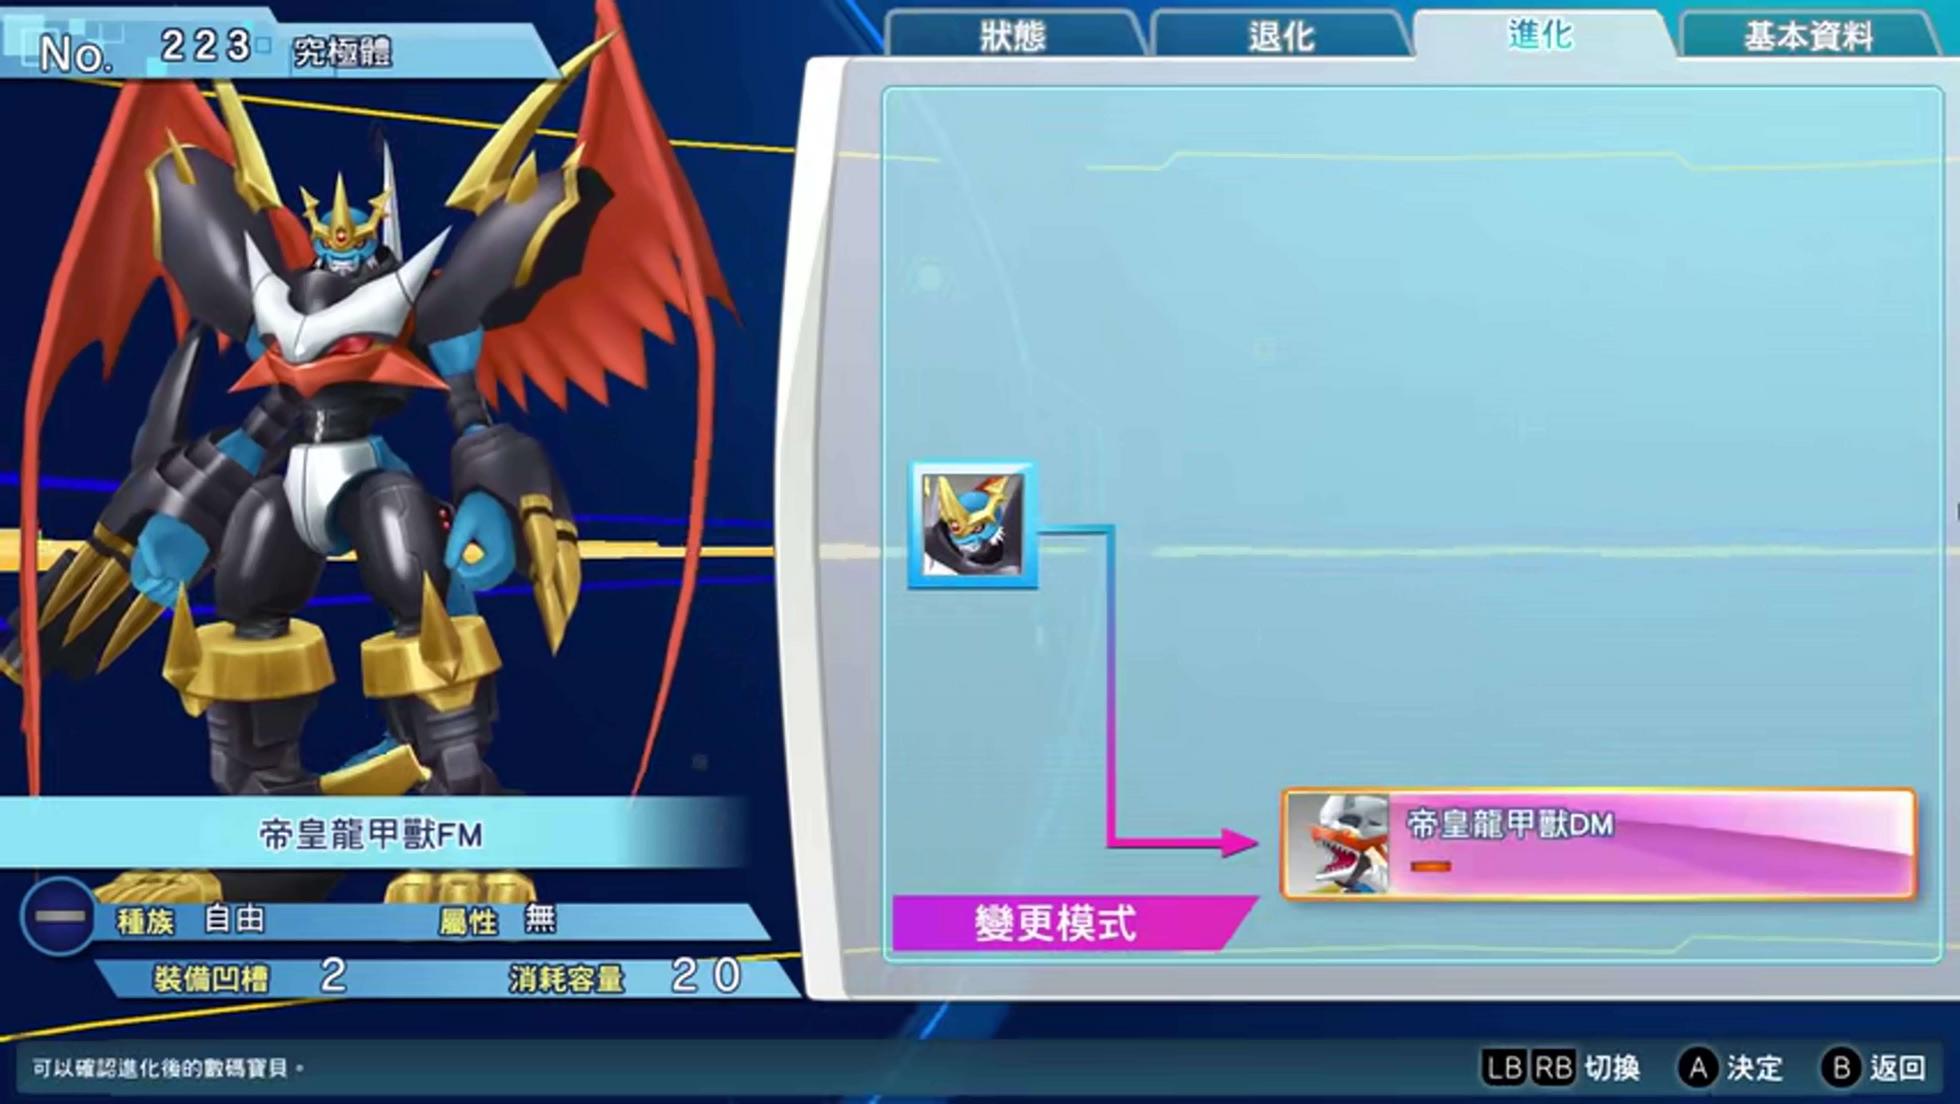 No. 223 究極體
狀態 退化 進化 基本資料
帝皇龍甲獸FM
種族 自由 屬性 無
裝備凹槽 2 消耗容量 20
帝皇龍甲獸DM
變更模式
可以確認進化後的數碼寶貝。
LB RB 切換 A 決定 B 返回